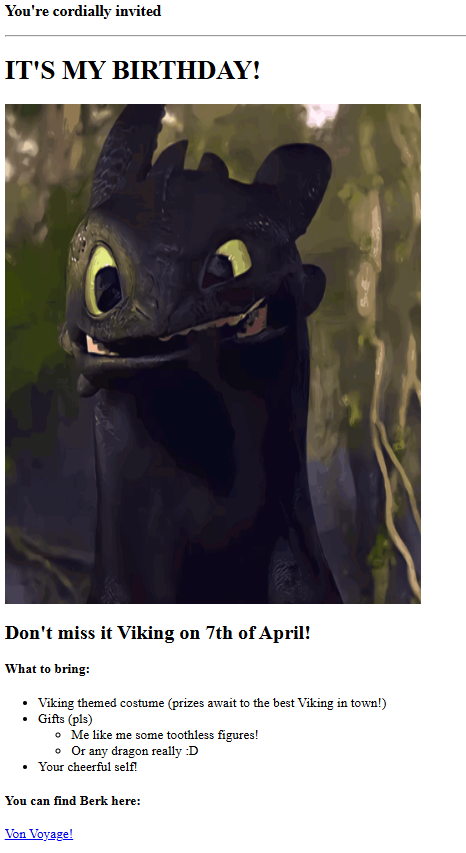 You're cordially invited
IT'S MY BIRTHDAY!
Don't miss it Viking on 7th of April!
What to bring:
Viking themed costume (prizes await to the best Viking in town!)
Gifts (pls)
Me like me some toothless figures!
Or any dragon really :D
Your cheerful self!
You can find Berk here:
Von Voyage!